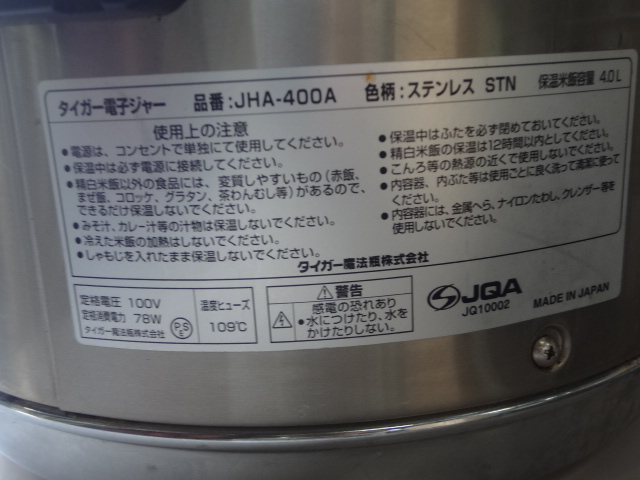 タイガー電子ジャー 品番:JHA-400A 色柄:ステンレス STN 保温米飯容量 4.0L
使用上の注意
●電源は、コンセントで単独にて使用してください。
●保温中は必ず電源に接続してください。
●精白米飯以外の食品には、変質しやすいもの(赤飯、
まぜ飯、コロッケ、グラタン、茶わんむし等)があるので、
できるだけ保温しないでください。
●みそ汁、カレー汁等の汁物は保温しないでください。
●冷えた米飯の加熱はしないでください。
●しゃもじを入れたまま保温しないでください。
●保温中はふたを必ず閉めておいてください。
●精白米飯の保温は12時間以内としてください。
●こんろ等の熱源の近くで使用しないでください。
●内容器、内ぶた等は使用ごとに良く洗って清潔に使って
ください。
●内容器には、金属へら、ナイロンたわし、クレンザー等を
使用しないでください。
タイガー魔法瓶株式会社
定格電圧 100V
定格消費電力 78W
タイガー魔法瓶株式会社
PSE
温度ヒューズ
109℃
警告
感電の恐れあり
●水につけたり、水を
かけたりしない。
JQA
JQ10002
MADE IN JAPAN